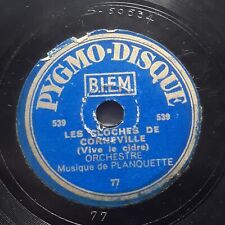 PYGMO-DISQUE
B.I.E.M.
539 539
LES CLOCHES DE
CORNEVILLE
(Vive le cidre)
ORCHESTRE
Musique de PLANQUETTE
77
77